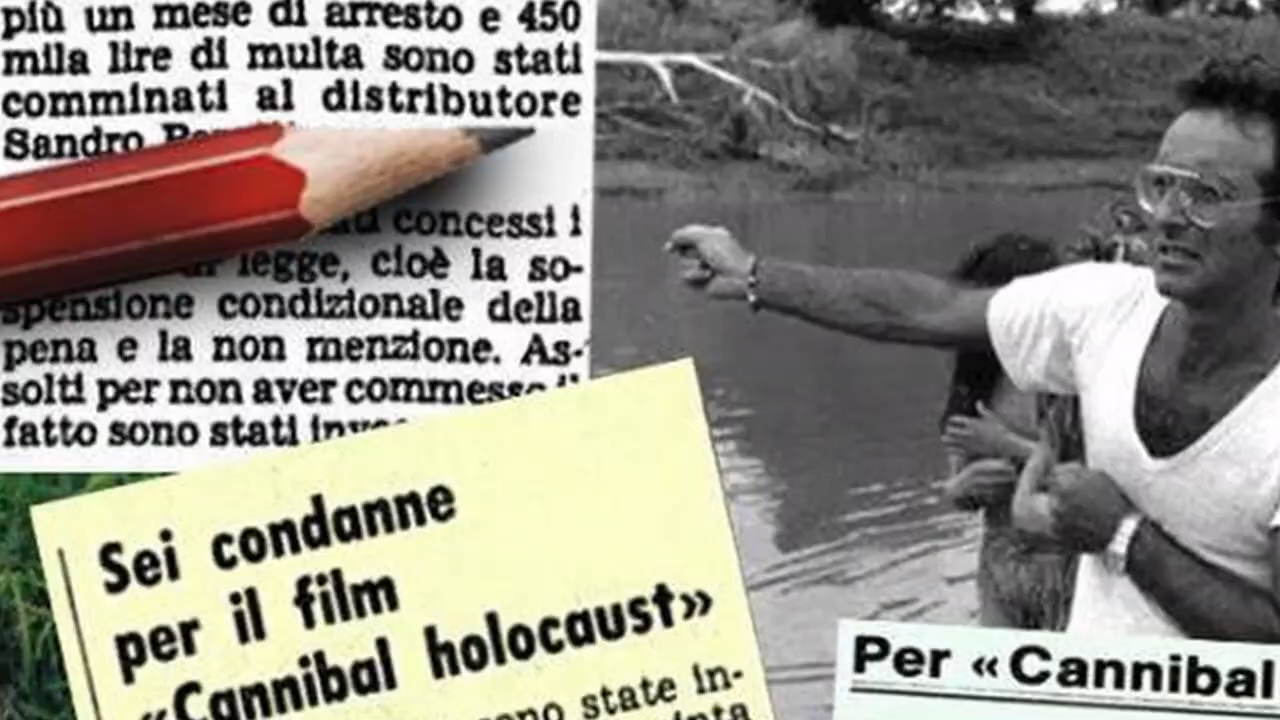 più un mese di arresto e 450
mila lire di multa sono stati
comminati al distributore
Sandro
concessi i
legge, cioè la so-
spensione condizionale della
pena e la non menzione. As-
solti per non aver commesso il
fatto sono stati
Sei condanne
per il film
«Cannibal holocaust»
sono state in-
Per «Cannibal